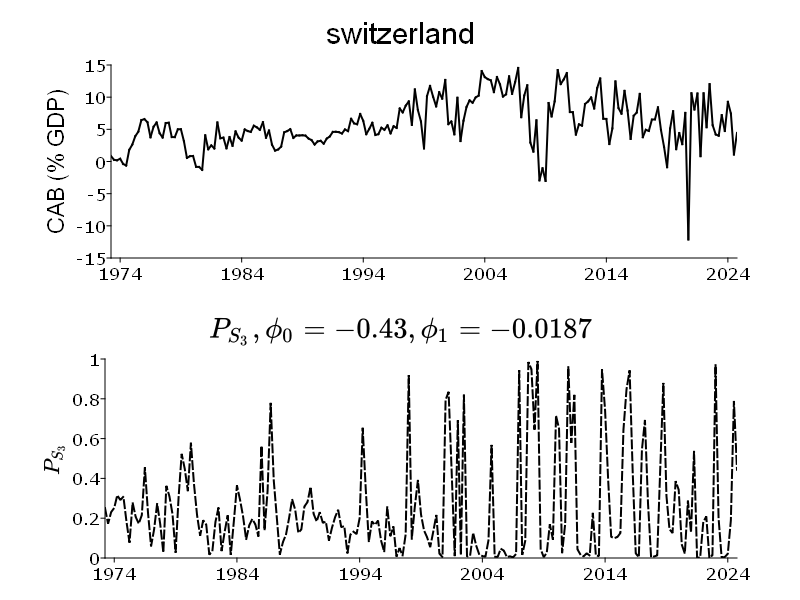 switzerland
CAB (% GDP)
15
10
5
0
-5
-10
-15
1974 1984 1994 2004 2014 2024
P_{S_3}, ϕ_0 = −0.43, ϕ_1 = −0.0187
P_{S_3}
1
0.8
0.6
0.4
0.2
0
1974 1984 1994 2004 2014 2024